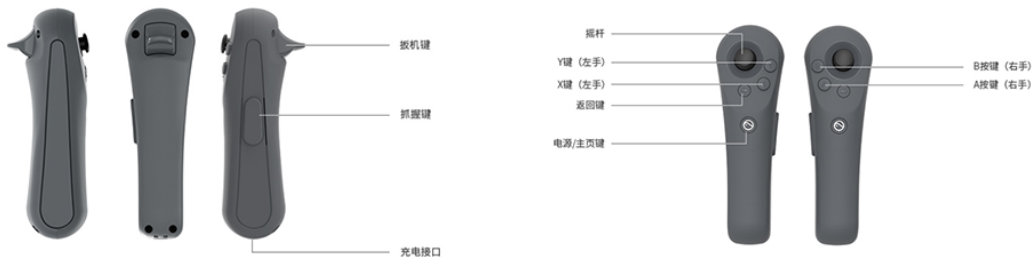 扳机键
抓握键
充电接口
摇杆
Y键（左手）
X键（左手）
返回键
电源/主页键
B按键（右手）
A按键（右手）